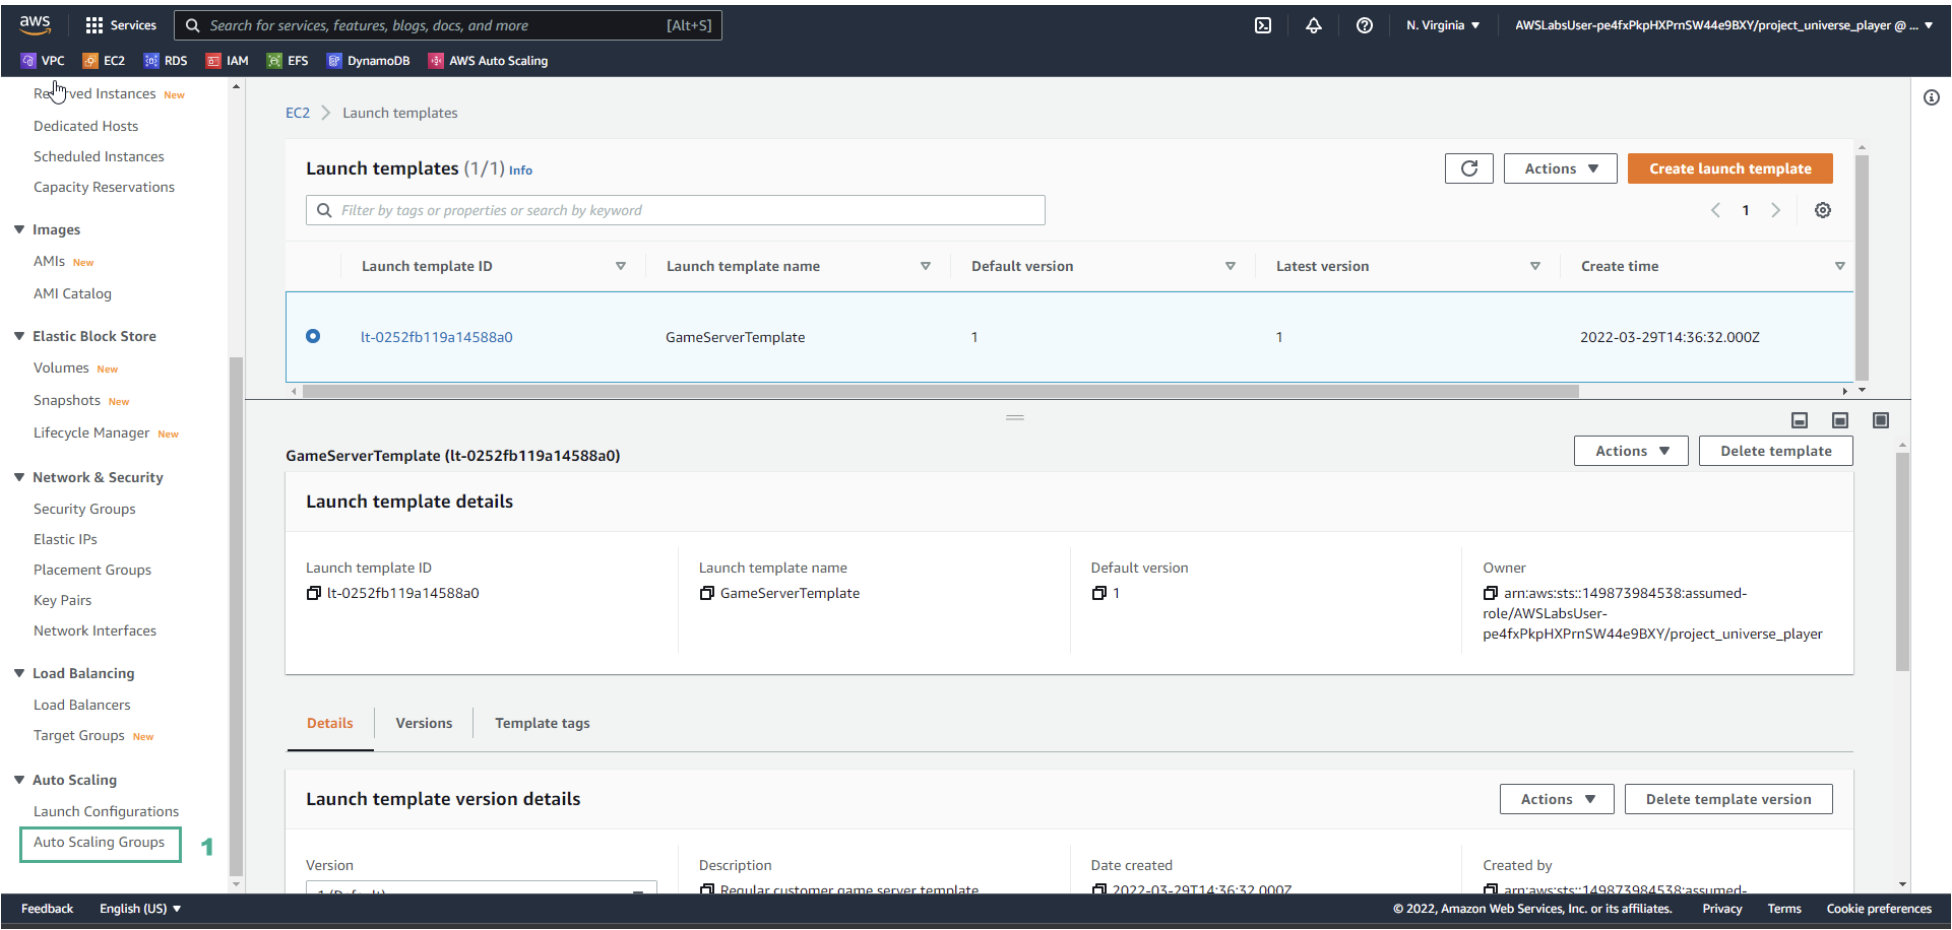 aws Services Search for services, features, blogs, docs, and more [Alt+S] N. Virginia ▼ AWSLabsUser-pe4fxPkpHXPrnSW44e9BXY/project_universe_player @ ... ▼
VPC EC2 RDS IAM EFS DynamoDB AWS Auto Scaling
Reserved Instances New
Dedicated Hosts
Scheduled Instances
Capacity Reservations
Images
AMIs New
AMI Catalog
Elastic Block Store
Volumes New
Snapshots New
Lifecycle Manager New
Network & Security
Security Groups
Elastic IPs
Placement Groups
Key Pairs
Network Interfaces
Load Balancing
Load Balancers
Target Groups New
Auto Scaling
Launch Configurations
Auto Scaling Groups 1
EC2 > Launch templates
Launch templates (1/1) Info
Actions ▼ Create launch template
Filter by tags or properties or search by keyword
< 1 >
Launch template ID Launch template name Default version Latest version Create time
lt-0252fb119a14588a0 GameServerTemplate 1 1 2022-03-29T14:36:32.000Z
GameServerTemplate (lt-0252fb119a14588a0)
Actions ▼ Delete template
Launch template details
Launch template ID
lt-0252fb119a14588a0
Launch template name
GameServerTemplate
Default version
1
Owner
arn:aws:sts::149873984538:assumed-
role/AWSLabsUser-
pe4fxPkpHXPrnSW44e9BXY/project_universe_player
Details Versions Template tags
Launch template version details
Actions ▼ Delete template version
Version
1 (Default)
Description
Regular customer game server template
Date created
2022-03-29T14:36:32.000Z
Created by
arn:aws:sts::149873984538:assumed-
Feedback English (US) ▼ © 2022, Amazon Web Services, Inc. or its affiliates. Privacy Terms Cookie preferences